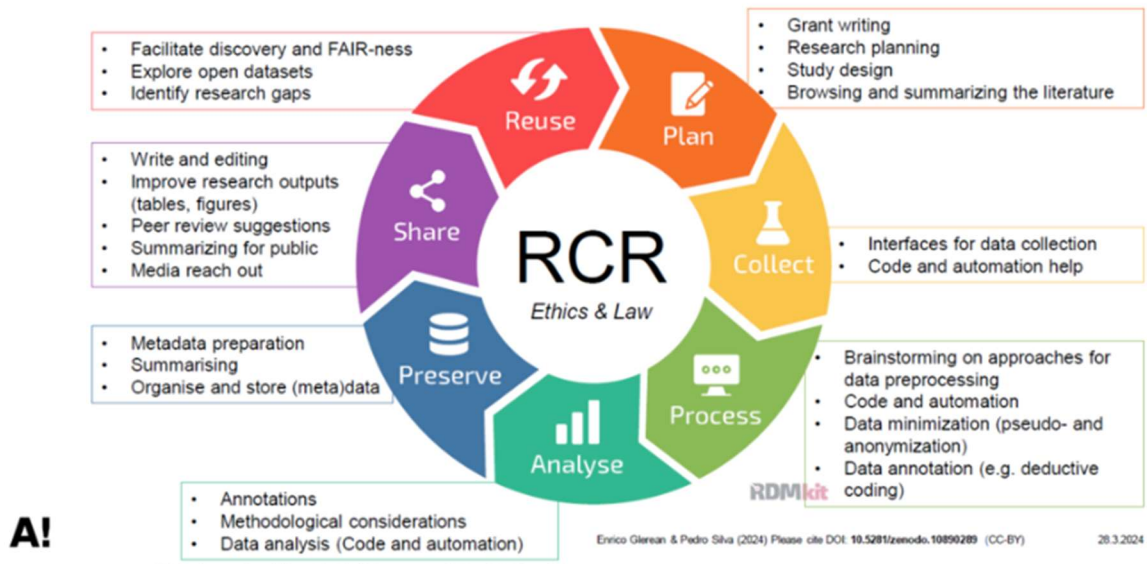 Facilitate discovery and FAIR-ness
Explore open datasets
Identify research gaps
Grant writing
Research planning
Study design
Browsing and summarizing the literature
Reuse
Plan
Write and editing
Improve research outputs
(tables, figures)
Peer review suggestions
Summarizing for public
Media reach out
Share
RCR
Ethics & Law
Collect
Interfaces for data collection
Code and automation help
Metadata preparation
Summarising
Organise and store (meta)data
Preserve
Process
Brainstorming on approaches for
data preprocessing
Code and automation
Data minimization (pseudo- and
anonymization)
Data annotation (e.g. deductive
coding)
Analyse
RDMkit
Annotations
Methodological considerations
Data analysis (Code and automation)
A!
Enrico Glerean & Pedro Silva (2024) Please cite DOI: 10.5281/zenodo.10890289 (CC-BY)
28.3.2024